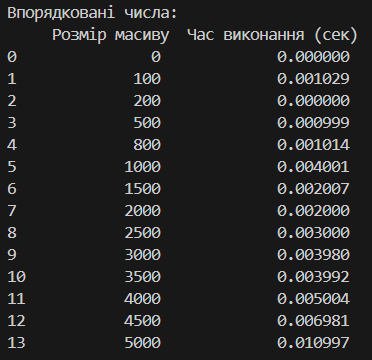 Впорядковані числа:
Розмір масиву Час виконання (сек)
0 0 0.000000
1 100 0.001029
2 200 0.000000
3 500 0.000999
4 800 0.001014
5 1000 0.004001
6 1500 0.002007
7 2000 0.002000
8 2500 0.003000
9 3000 0.003980
10 3500 0.003992
11 4000 0.005004
12 4500 0.006981
13 5000 0.010997